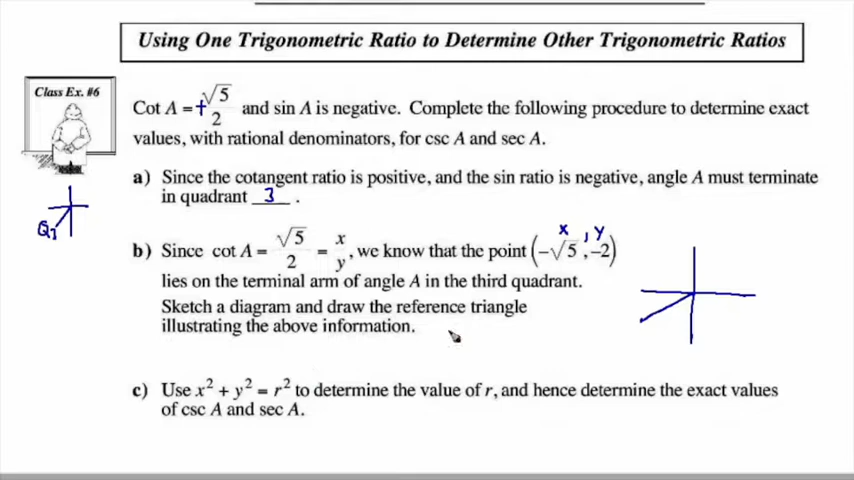 Using One Trigonometric Ratio to Determine Other Trigonometric Ratios
Class Ex. #6
Cot A = +√5/2 and sin A is negative. Complete the following procedure to determine exact
values, with rational denominators, for csc A and sec A.
a) Since the cotangent ratio is positive, and the sin ratio is negative, angle A must terminate
in quadrant 3 .
x , y
b) Since cot A = √5/2 = x/y, we know that the point (−√5 , −2)
lies on the terminal arm of angle A in the third quadrant.
Sketch a diagram and draw the reference triangle
illustrating the above information.
c) Use x² + y² = r² to determine the value of r, and hence determine the exact values
of csc A and sec A.